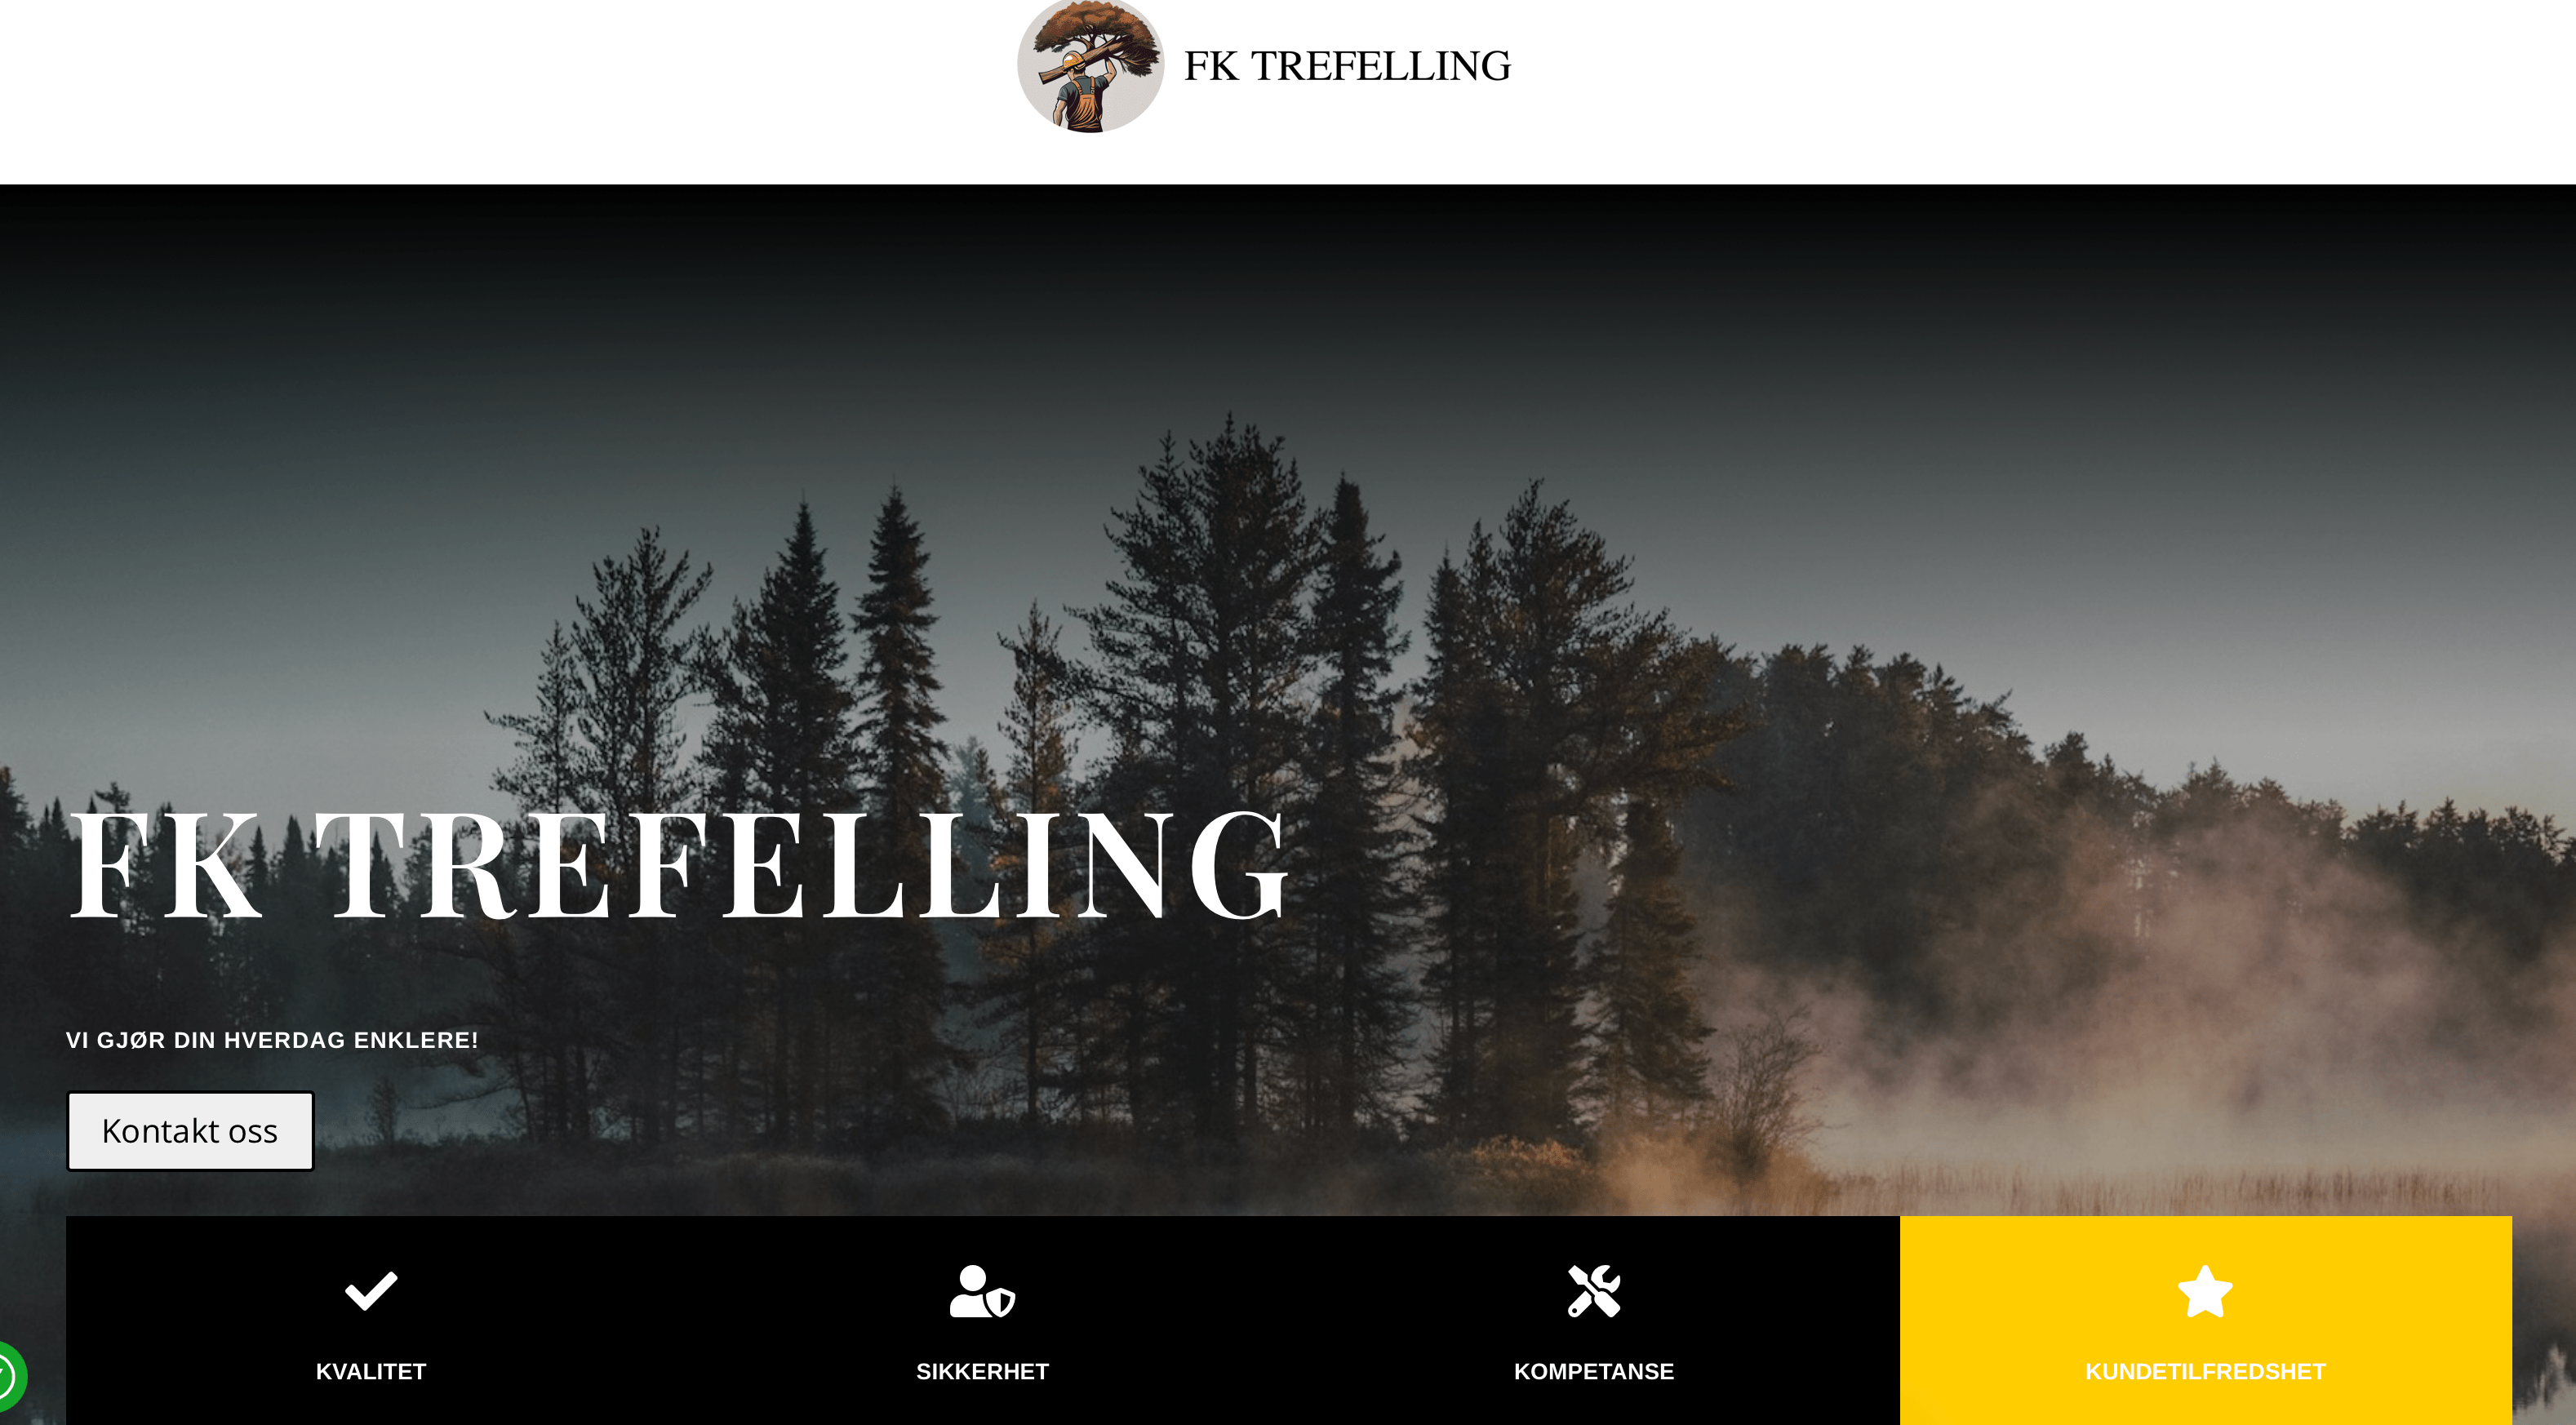 FK TREFELLING
FK TREFELLING
VI GJØR DIN HVERDAG ENKLERE!
Kontakt oss
KVALITET
SIKKERHET
KOMPETANSE
KUNDETILFREDSHET